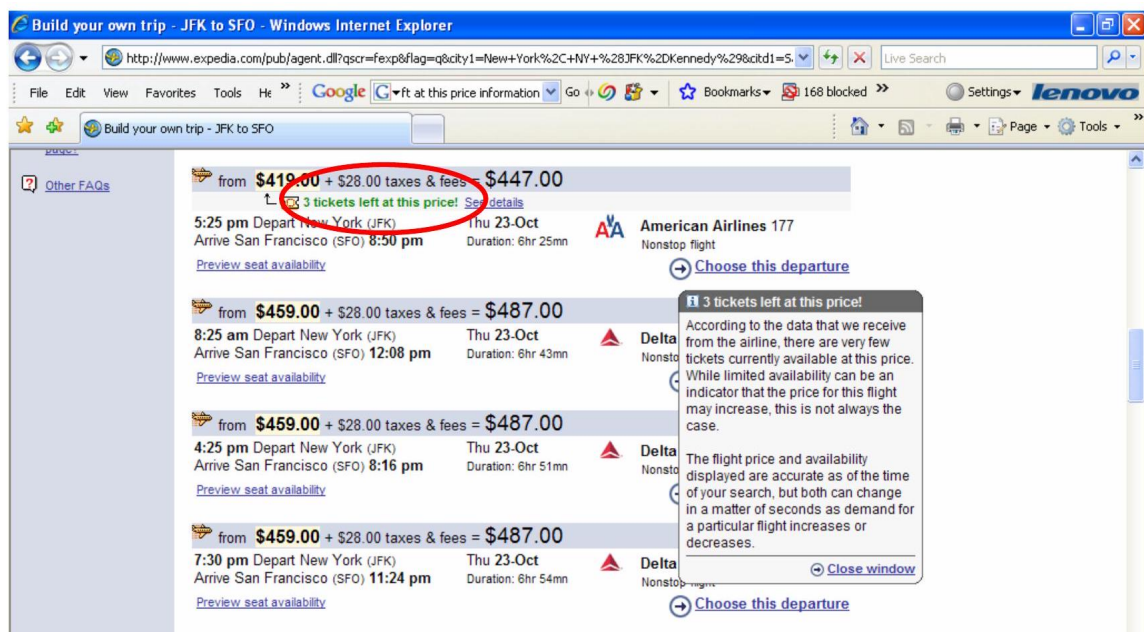 Build your own trip - JFK to SFO - Windows Internet Explorer
http://www.expedia.com/pub/agent.dll?qscr=fexp&flag=q&city1=New+York%2C+NY+%28JFK%2DKennedy%29&citd1=S.
Live Search
File Edit View Favorites Tools He »
Google G ft at this price information Go Bookmarks 168 blocked » Settings lenovo
Build your own trip - JFK to SFO
Page Tools »
page?
Other FAQs
from $419.00 + $28.00 taxes & fees = $447.00
3 tickets left at this price! See details
5:25 pm Depart New York (JFK) Thu 23-Oct AA American Airlines 177
Arrive San Francisco (SFO) 8:50 pm Duration: 6hr 25mn Nonstop flight
Preview seat availability Choose this departure
from $459.00 + $28.00 taxes & fees = $487.00
8:25 am Depart New York (JFK) Thu 23-Oct Delta
Arrive San Francisco (SFO) 12:08 pm Duration: 6hr 43mn Nonsto
Preview seat availability
from $459.00 + $28.00 taxes & fees = $487.00
4:25 pm Depart New York (JFK) Thu 23-Oct Delta
Arrive San Francisco (SFO) 8:16 pm Duration: 6hr 51mn Nonsto
Preview seat availability
from $459.00 + $28.00 taxes & fees = $487.00
7:30 pm Depart New York (JFK) Thu 23-Oct Delta
Arrive San Francisco (SFO) 11:24 pm Duration: 6hr 54mn Nonstop flight
Preview seat availability Choose this departure
3 tickets left at this price!
According to the data that we receive
from the airline, there are very few
tickets currently available at this price.
While limited availability can be an
indicator that the price for this flight
may increase, this is not always the
case.
The flight price and availability
displayed are accurate as of the time
of your search, but both can change
in a matter of seconds as demand for
a particular flight increases or
decreases.
Close window